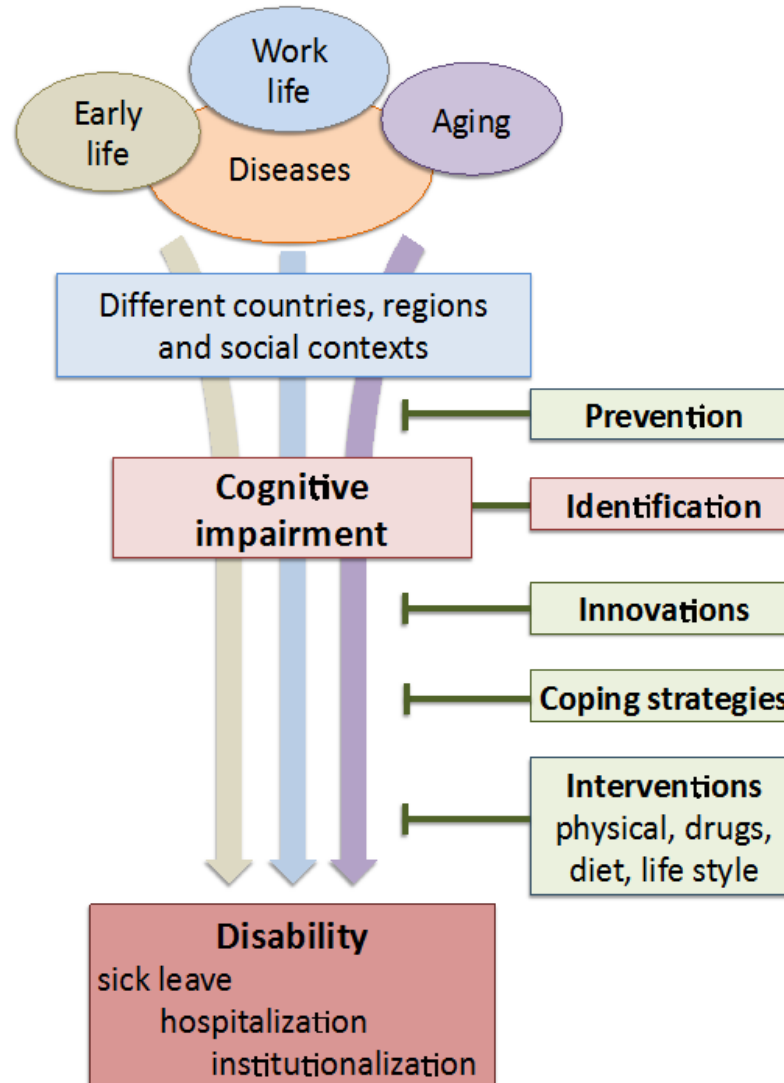 Work
life
Early
life
Aging
Diseases
Different countries, regions
and social contexts
Prevention
Cognitive
impairment
Identification
Innovations
Coping strategies
Interventions
physical, drugs,
diet, life style
Disability
sick leave
hospitalization
institutionalization